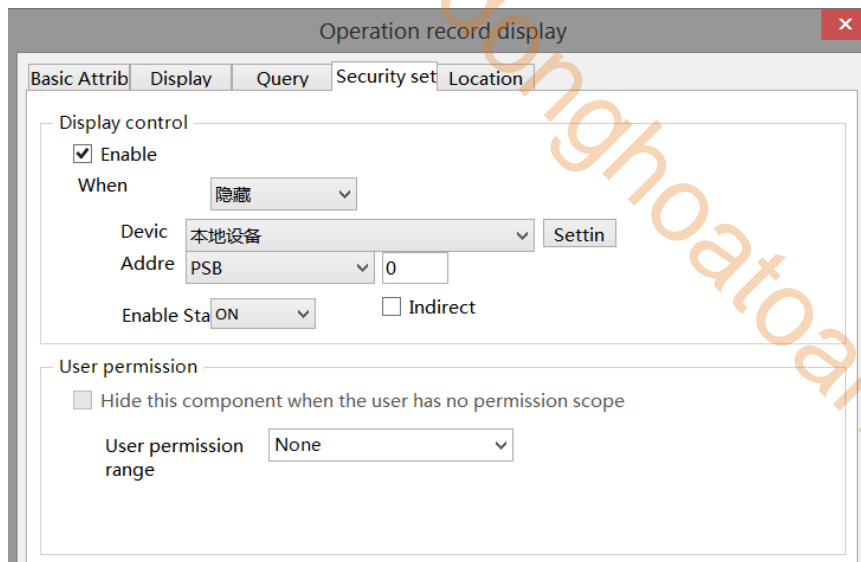 Operation record display
Basic Attrib Display Query Security set Location
Display control
Enable
When 隐藏
Devic 本地设备 Settin
Addre PSB 0
Enable Sta ON Indirect
User permission
Hide this component when the user has no permission scope
User permission None
range